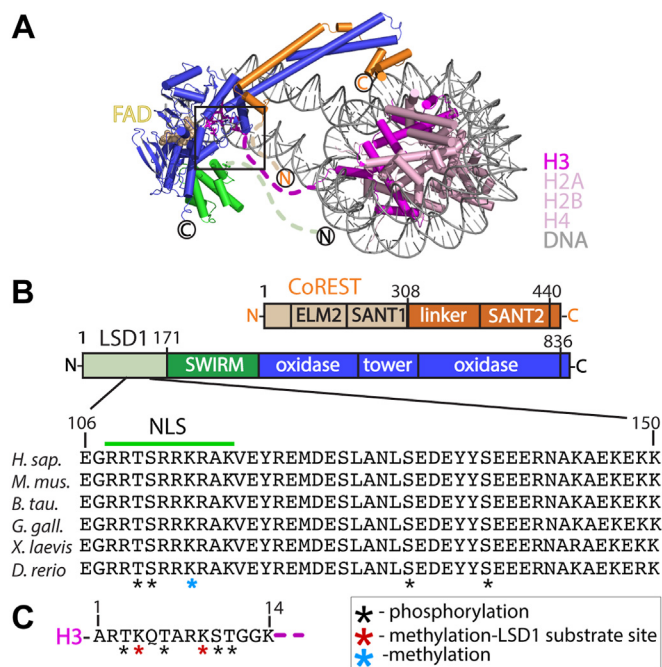 A
FAD
C
N
C
N
H3
H2A
H2B
H4
DNA
B
CoREST
1 308 440
N ELM2 SANT1 linker SANT2 C
LSD1
1 171 836
N SWIRM oxidase tower oxidase C
106 NLS 150
H. sap. EGRRTSRRKRAKVEYREMDESLANLSEDEYYSEEERNAKAEKEKK
M. mus. EGRRTSRRKRAKVEYREMDESLANLSEDEYYSEEERNAKAEKEKK
B. tau. EGRRTSRRKRAKVEYREMDESLANLSEDEYYSEEERNAKAEKEKK
G. gall. EGRRTSRRKRAKVEYREMDESLANLSEDEYYSEEERNAKAEKEKK
X. laevis EGRRTSRRKRAKVEYREMDESLANLSEDEYYSEEERNARAEKEKK
D. rerio EGRRTSRRKRAKVEYREMDESLANLSEDEYYSEEERNAKAEKERK
* * * * *
C
1 14
H3-ARTKQTARKSTGGK
* * * * * *
* - phosphorylation
* - methylation-LSD1 substrate site
* - methylation